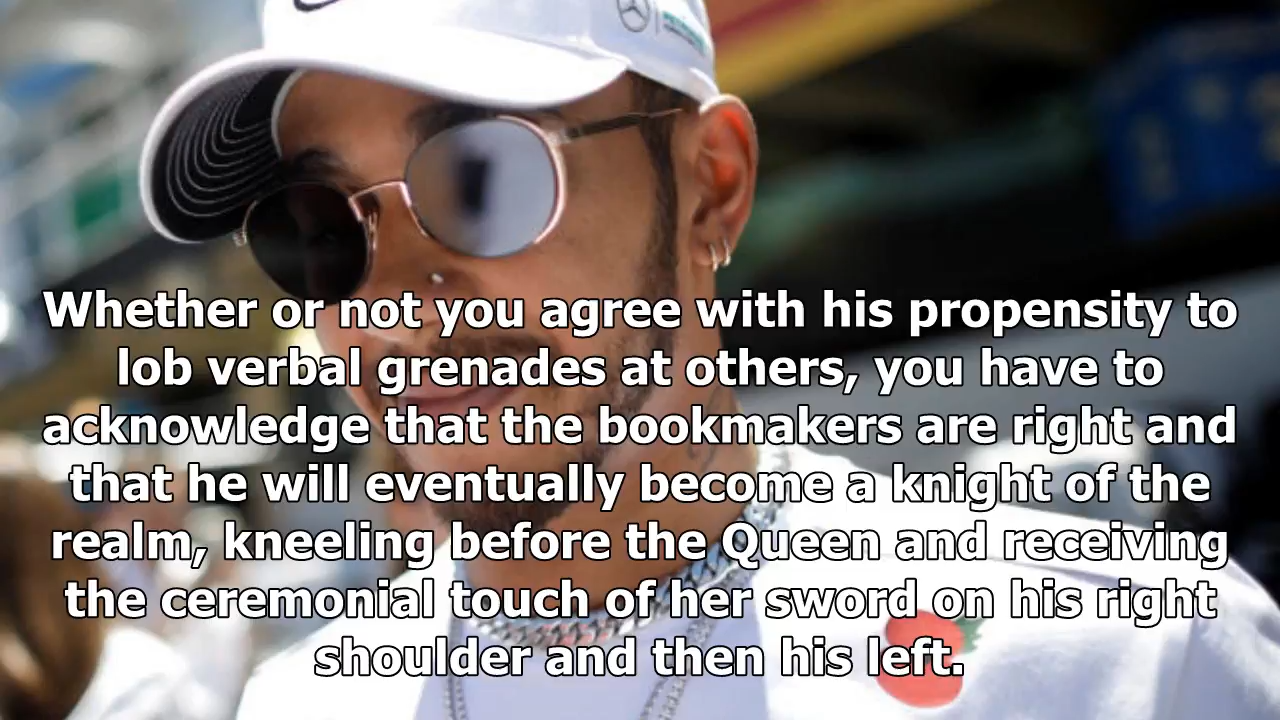 Whether or not you agree with his propensity to
lob verbal grenades at others, you have to
acknowledge that the bookmakers are right and
that he will eventually become a knight of the
realm, kneeling before the Queen and receiving
the ceremonial touch of her sword on his right
shoulder and then his left.